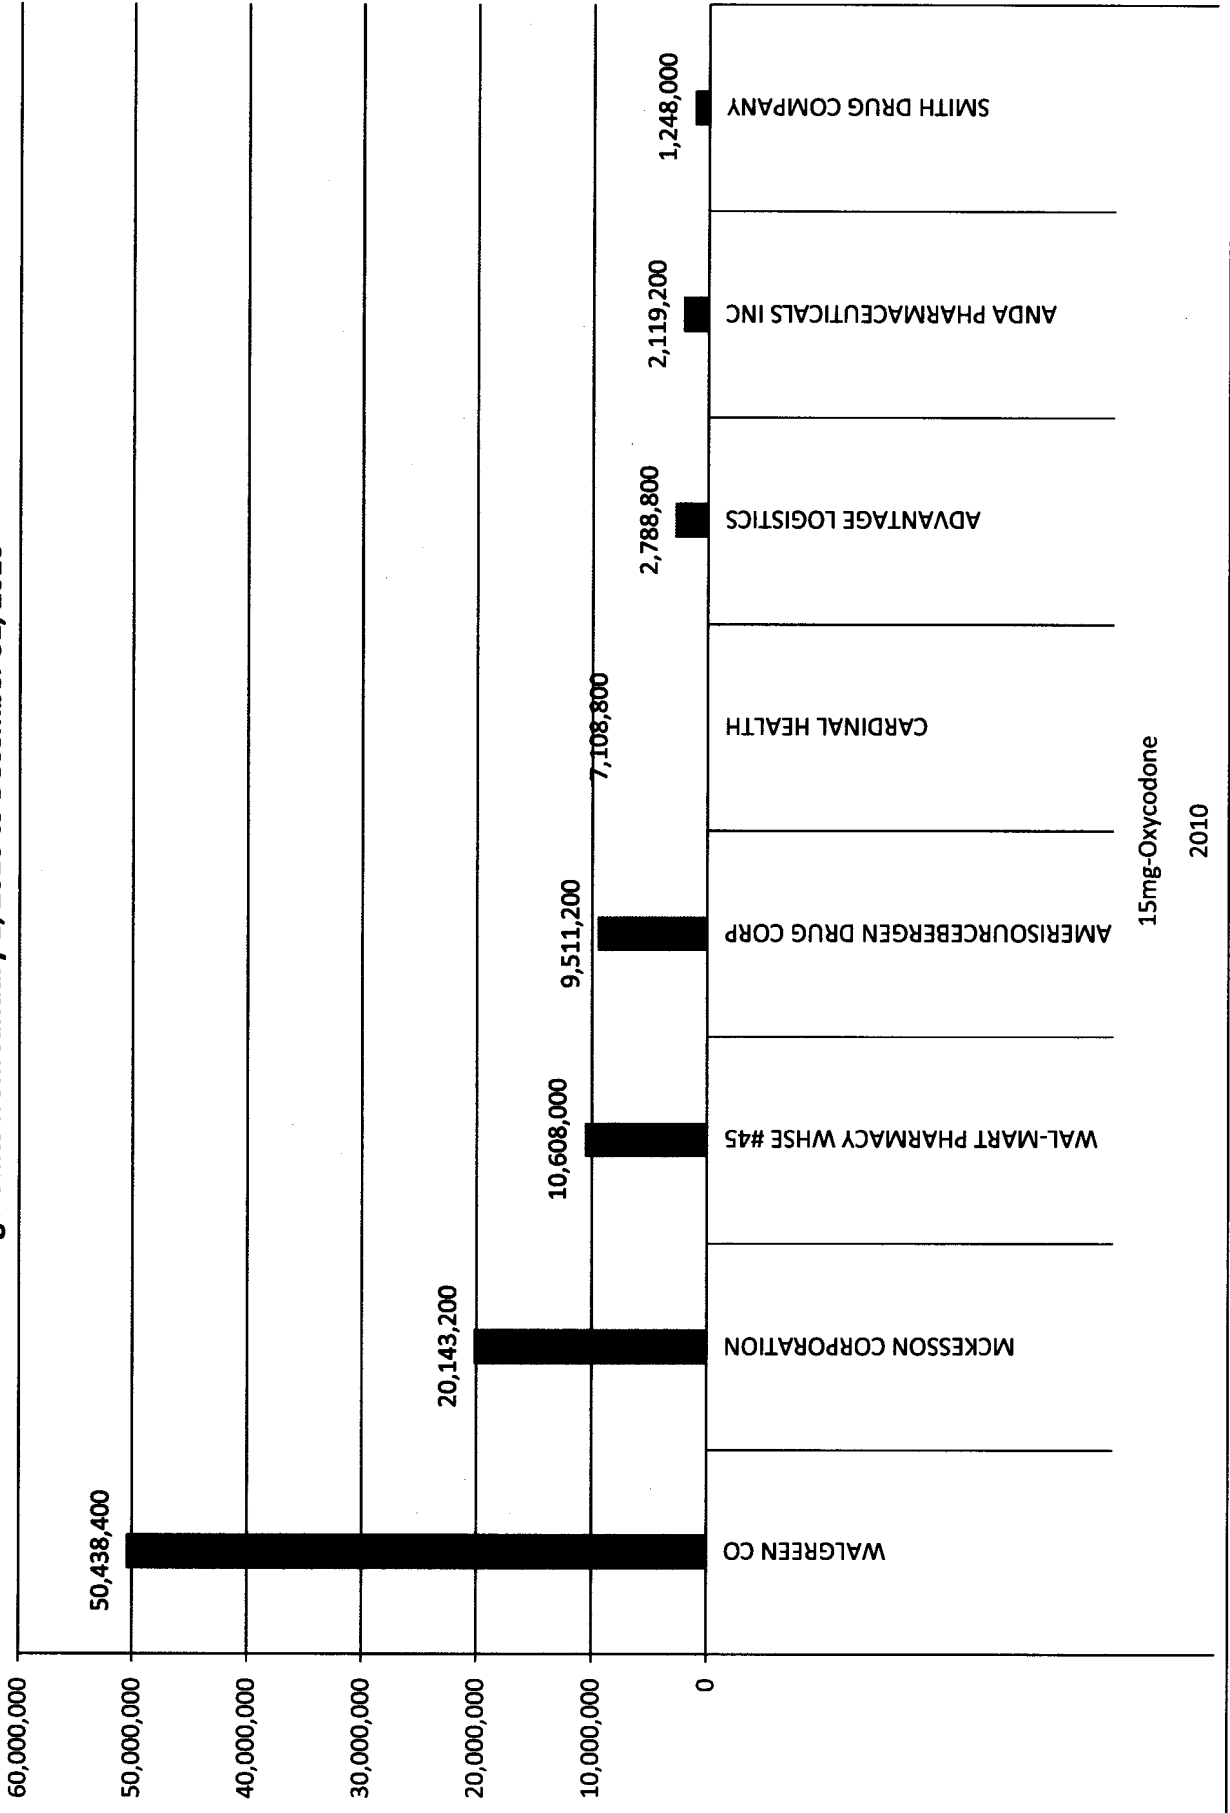 60,000,000
50,000,000
40,000,000
30,000,000
20,000,000
10,000,000
0
50,438,400
20,143,200
10,608,000
9,511,200
7,108,800
2,788,800
2,119,200
1,248,000
WALGREEN CO
MCKESSON CORPORATION
WAL-MART PHARMACY WHSE #45
AMERISOURCEBERGEN DRUG CORP
CARDINAL HEALTH
ADVANTAGE LOGISTICS
ANDA PHARMACEUTICALS INC
SMITH DRUG COMPANY
15mg-Oxycodone
2010